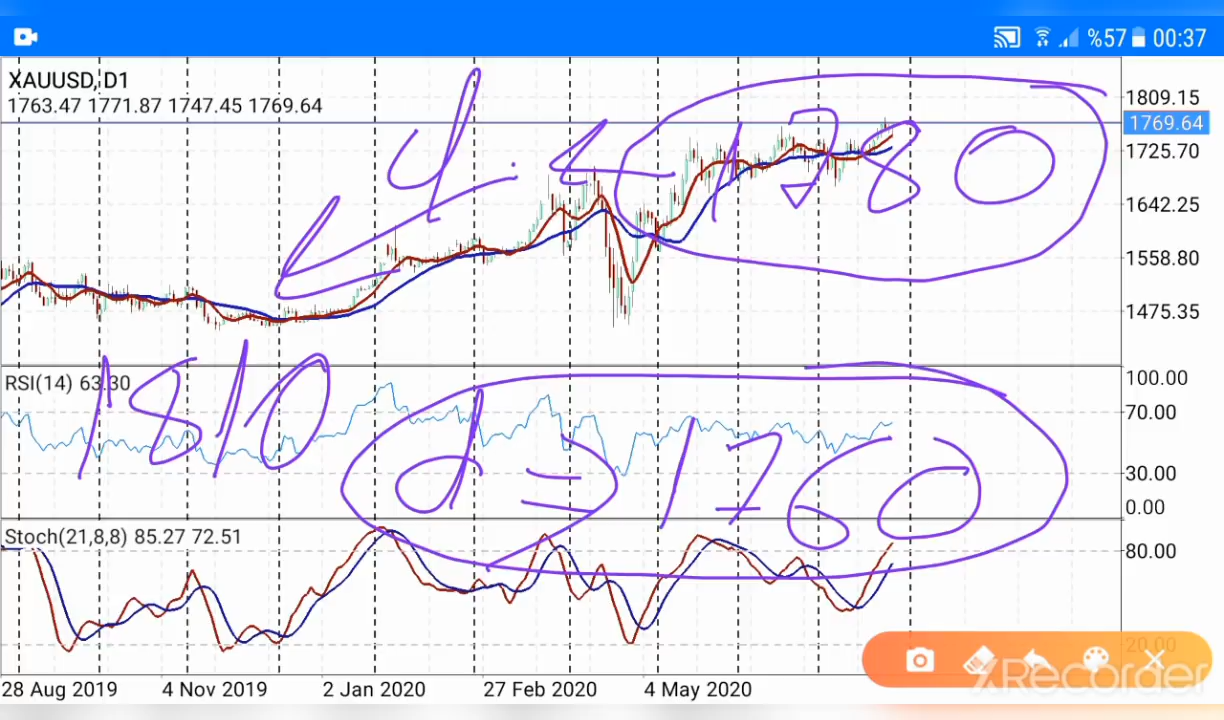 %57 00:37
XAUUSD, D1
1763.47 1771.87 1747.45 1769.64
1809.15
1769.64
1725.70
1642.25
1558.80
1475.35
1780
RSI(14) 63.30
100.00
70.00
30.00
0.00
1810
d = 1760
Stoch(21,8,8) 85.27 72.51
80.00
20.00
28 Aug 2019 4 Nov 2019 2 Jan 2020 27 Feb 2020 4 May 2020
XRecorder